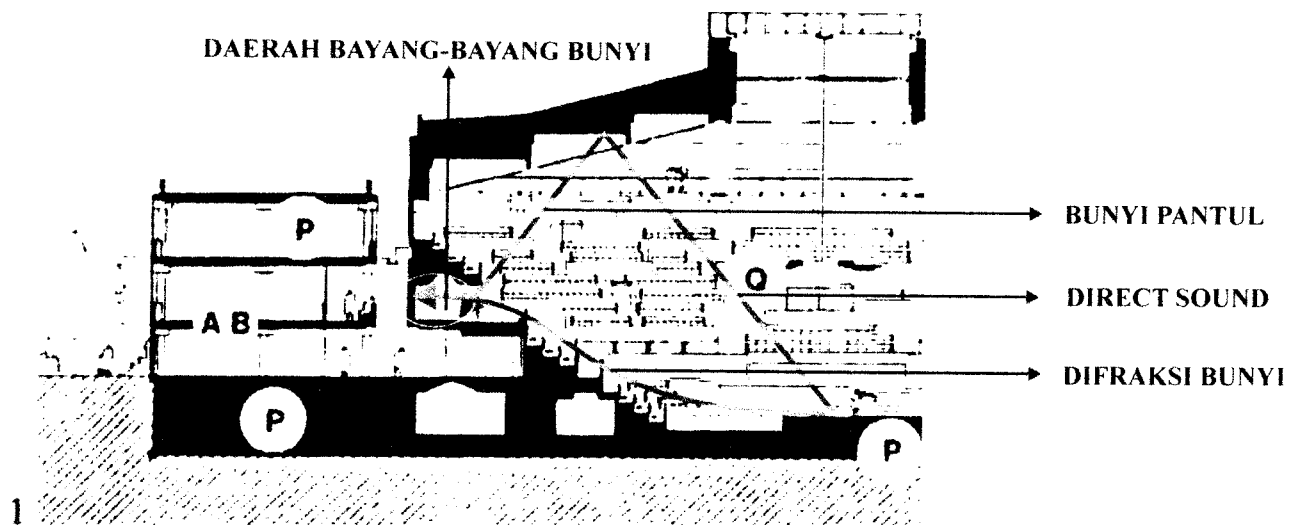 DAERAH BAYANG-BAYANG BUNYI
P
BUNYI PANTUL
Q
DIRECT SOUND
A B
DIFRAKSI BUNYI
P
P
1